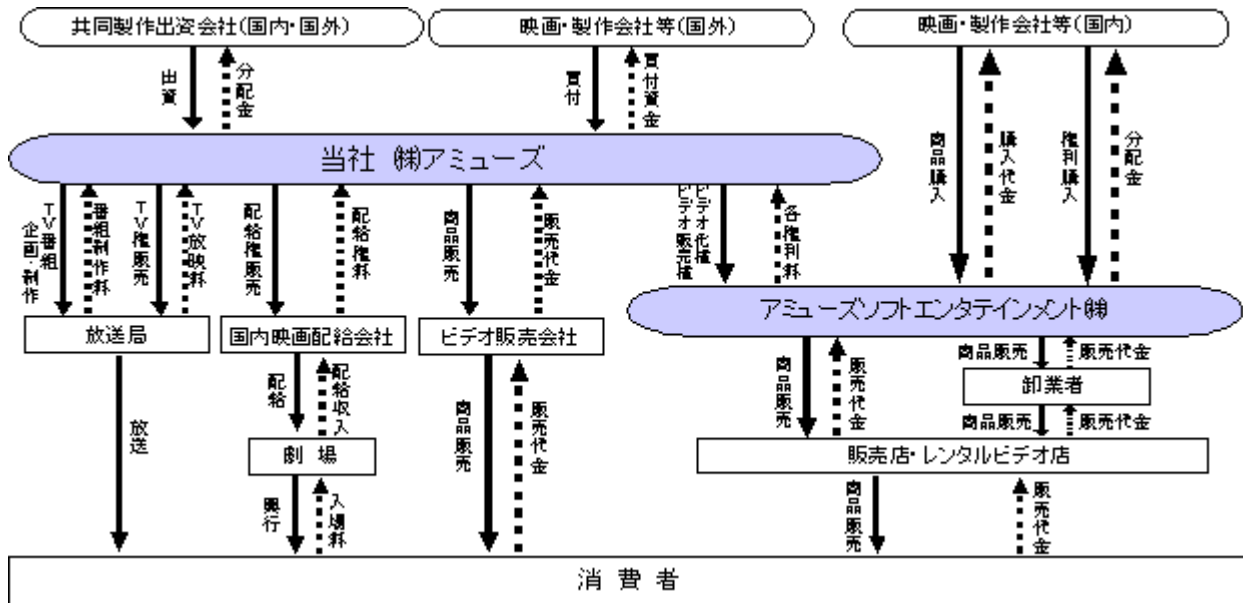 共同製作出資会社(国内・国外)
映画・製作会社等(国外)
映画・製作会社等(国内)
出資
分配金
買付
買付資金
商品購入
購入代金
権利購入
分配金
当社 ㈱アミューズ
TV番組
企画・制作
番組制作料
TV権販売
TV放映料
配給権販売
配給権料
商品販売
販売代金
ビデオ化権
ビデオ販売権
各権利料
アミューズソフトエンタテインメント㈱
放送局
国内映画配給会社
ビデオ販売会社
商品販売
販売代金
商品販売
販売代金
卸業者
商品販売
販売代金
放送
配給
配給収入
商品販売
販売代金
劇場
販売店・レンタルビデオ店
興行
入場料
商品販売
販売代金
消費者